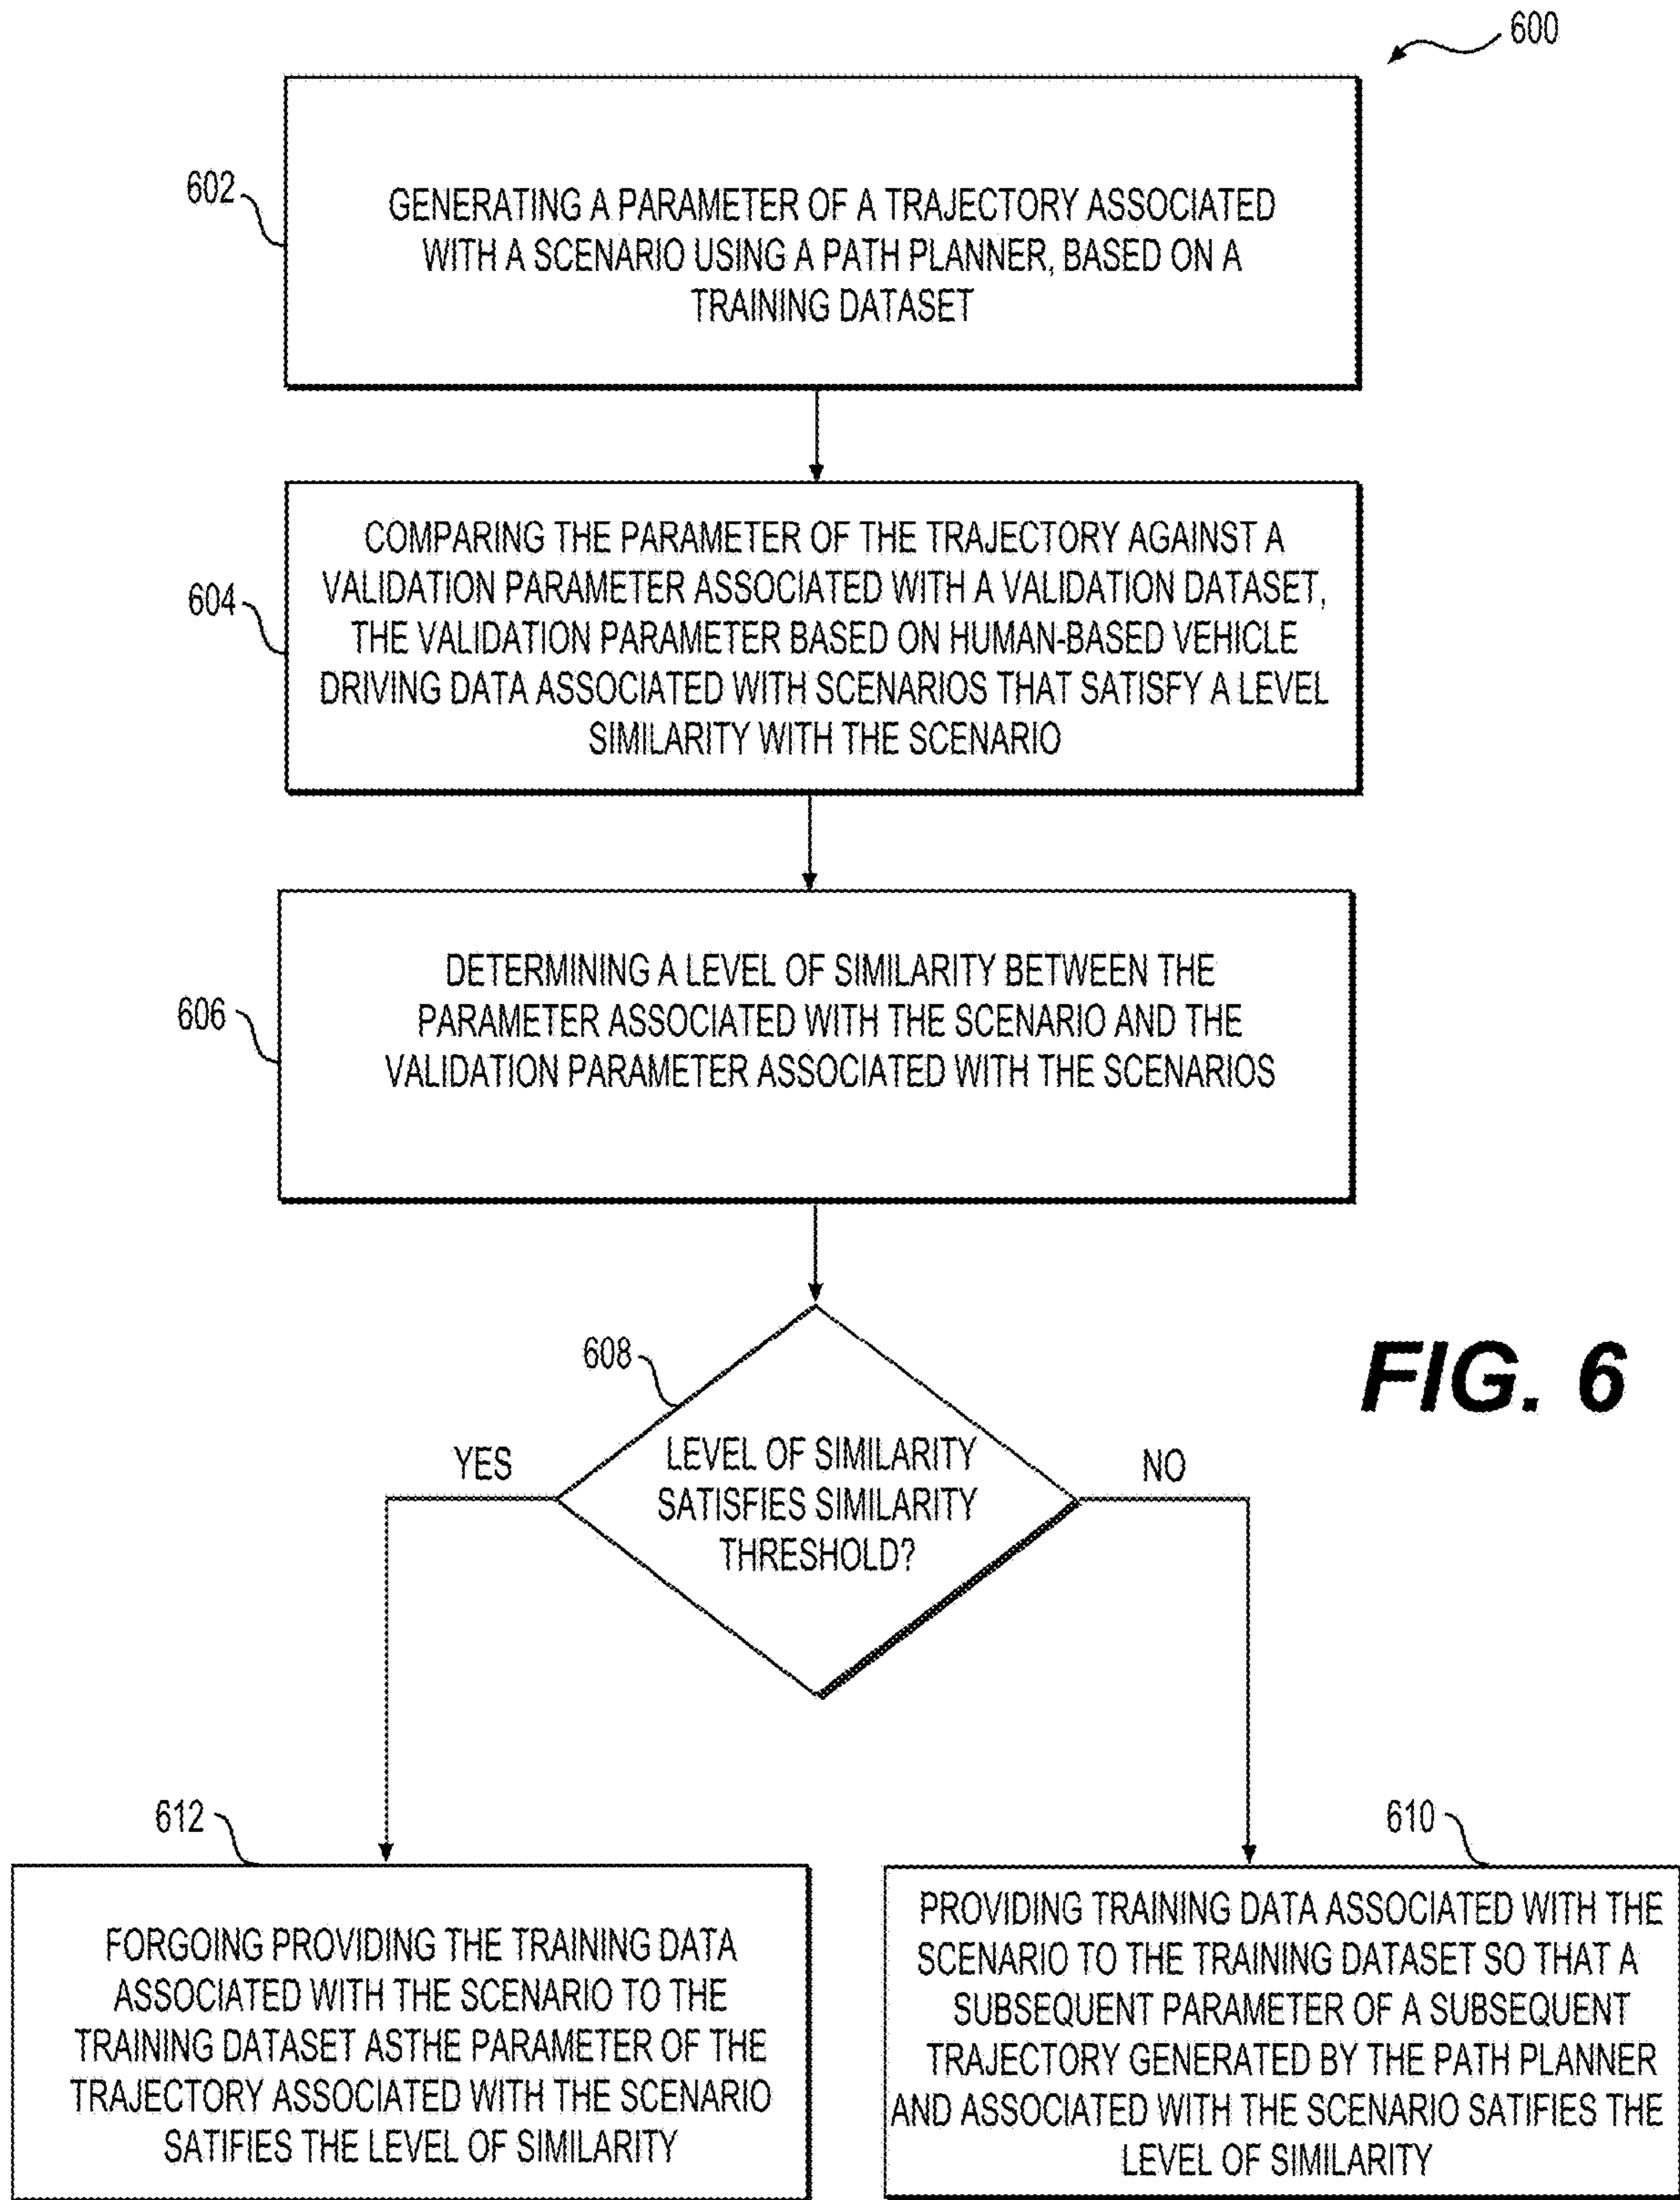 600
602
GENERATING A PARAMETER OF A TRAJECTORY ASSOCIATED
WITH A SCENARIO USING A PATH PLANNER, BASED ON A
TRAINING DATASET
604
COMPARING THE PARAMETER OF THE TRAJECTORY AGAINST A
VALIDATION PARAMETER ASSOCIATED WITH A VALIDATION DATASET,
THE VALIDATION PARAMETER BASED ON HUMAN-BASED VEHICLE
DRIVING DATA ASSOCIATED WITH SCENARIOS THAT SATISFY A LEVEL
SIMILARITY WITH THE SCENARIO
606
DETERMINING A LEVEL OF SIMILARITY BETWEEN THE
PARAMETER ASSOCIATED WITH THE SCENARIO AND THE
VALIDATION PARAMETER ASSOCIATED WITH THE SCENARIOS
608
LEVEL OF SIMILARITY
SATISFIES SIMILARITY
THRESHOLD?
YES
NO
FIG. 6
612
FORGOING PROVIDING THE TRAINING DATA
ASSOCIATED WITH THE SCENARIO TO THE
TRAINING DATASET ASTHE PARAMETER OF THE
TRAJECTORY ASSOCIATED WITH THE SCENARIO
SATIFIES THE LEVEL OF SIMILARITY
610
PROVIDING TRAINING DATA ASSOCIATED WITH THE
SCENARIO TO THE TRAINING DATASET SO THAT A
SUBSEQUENT PARAMETER OF A SUBSEQUENT
TRAJECTORY GENERATED BY THE PATH PLANNER
AND ASSOCIATED WITH THE SCENARIO SATIFIES THE
LEVEL OF SIMILARITY